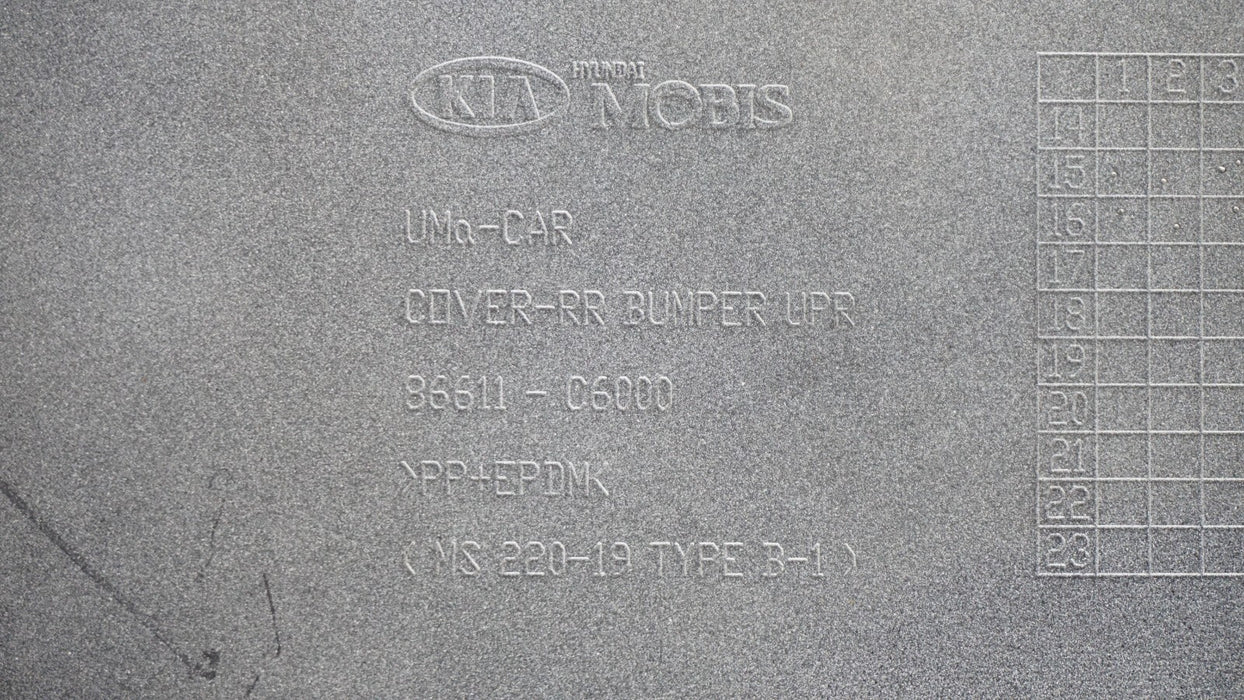 KIA HYUNDAI MOBIS
UMa-CAR
COVER-RR BUMPER UPR
86611 - C6000
>PP+EPDM<
( MS 220-19 TYPE B-1 )
1 2 3
14
15
16
17
18
19
20
21
22
23